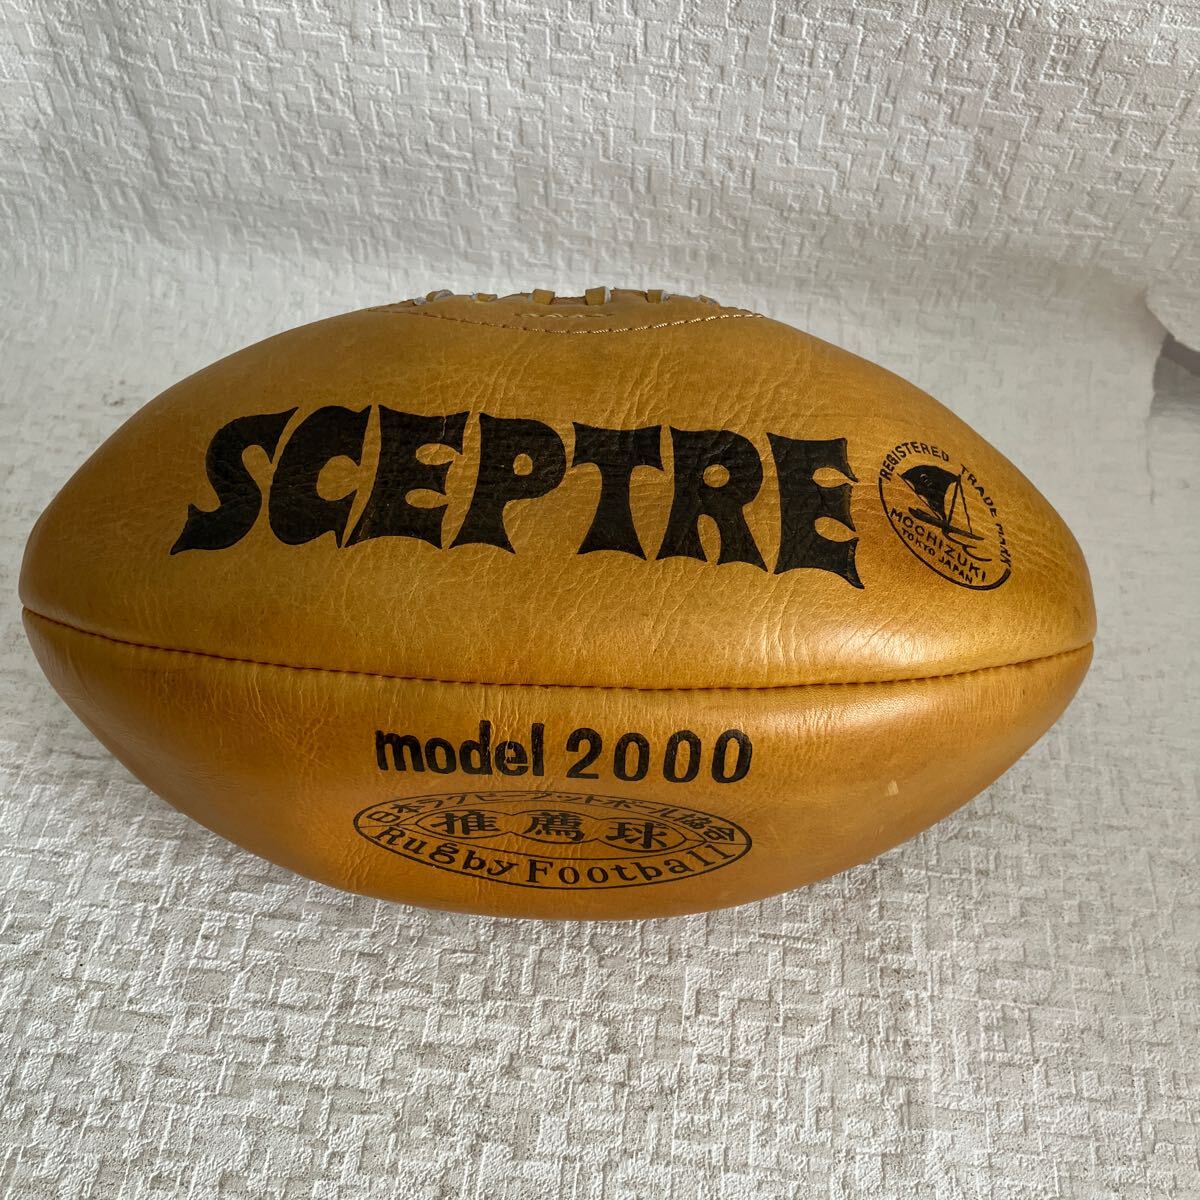 SCEPTRE
REGISTERED TRADE MARK
MOCHIZUKI
TOKYO JAPAN
model 2000
日本ラグビーフットボール協会
推薦球
Rugby Football